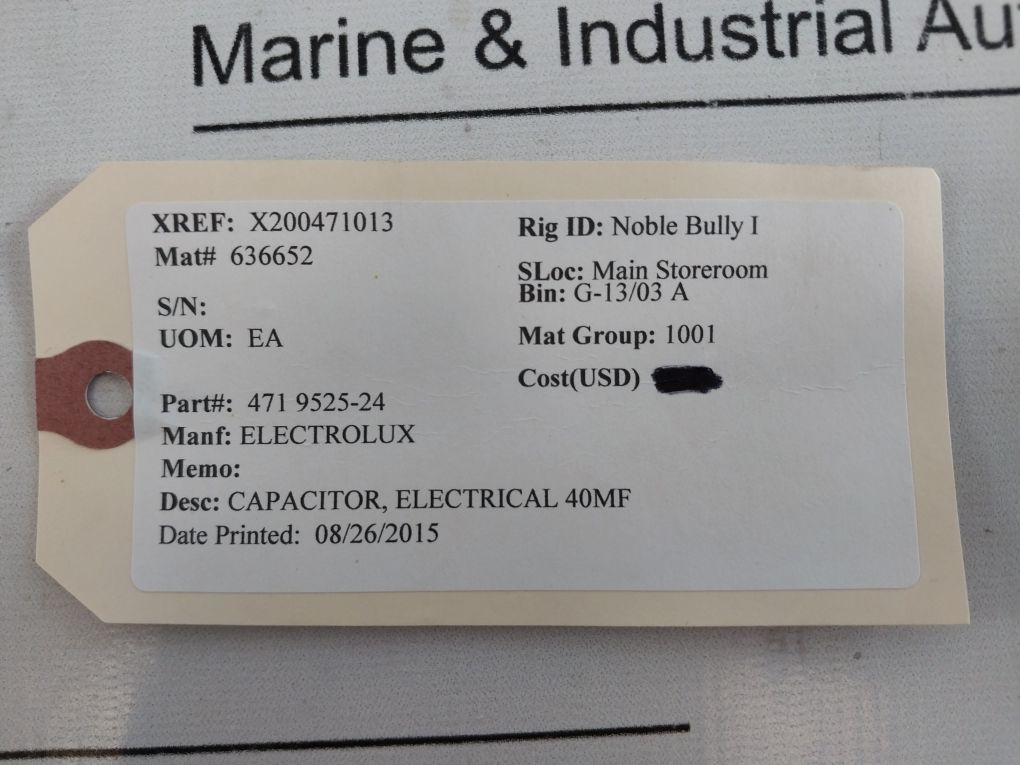 Marine & Industrial
XREF: X200471013
Mat# 636652
S/N:
UOM: EA
Part#: 471 9525-24
Manf: ELECTROLUX
Memo:
Desc: CAPACITOR, ELECTRICAL 40MF
Date Printed: 08/26/2015
Rig ID: Noble Bully I
SLoc: Main Storeroom
Bin: G-13/03 A
Mat Group: 1001
Cost(USD)